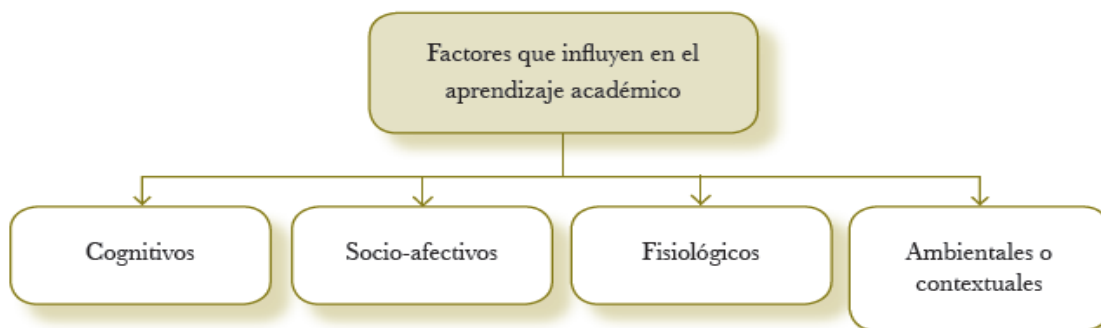 Factores que influyen en el
aprendizaje académico
Cognitivos
Socio-afectivos
Fisiológicos
Ambientales o
contextuales